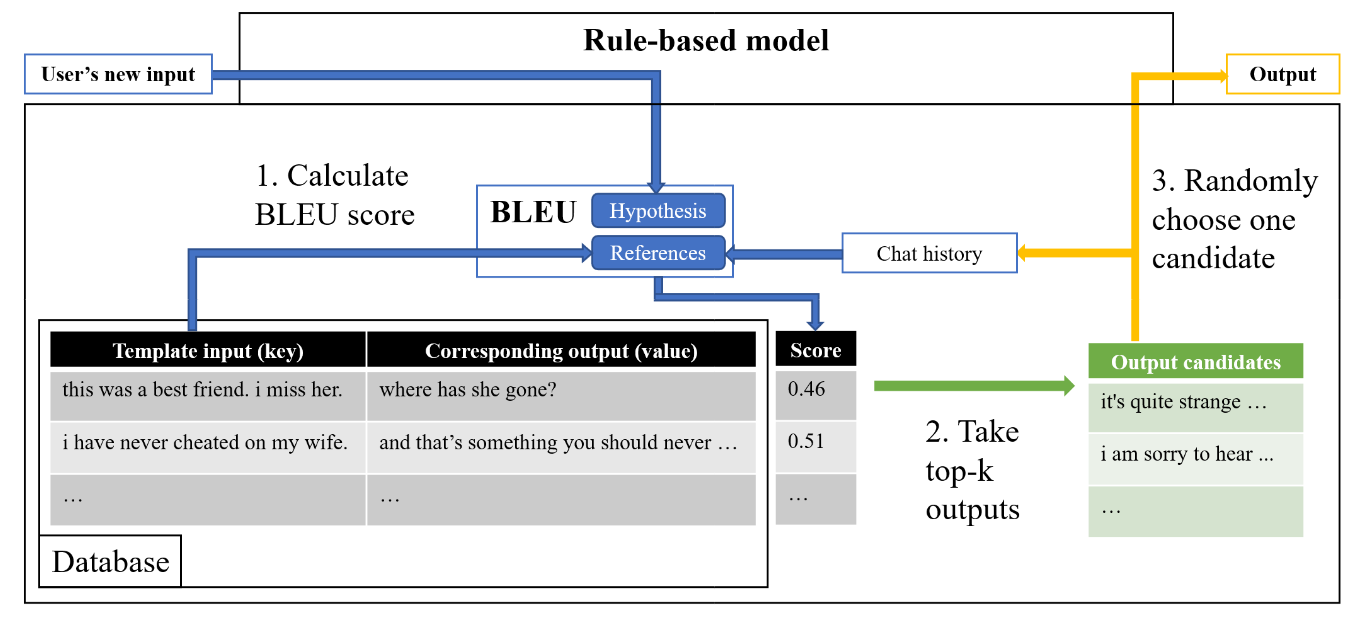 Rule-based model
User’s new input
Output
1. Calculate
BLEU score
BLEU
Hypothesis
References
Chat history
3. Randomly
choose one
candidate
Template input (key)
Corresponding output (value)
Score
this was a best friend. i miss her.
where has she gone?
0.46
i have never cheated on my wife.
and that’s something you should never …
0.51
…
…
…
Database
2. Take
top-k
outputs
Output candidates
it's quite strange …
i am sorry to hear ...
…